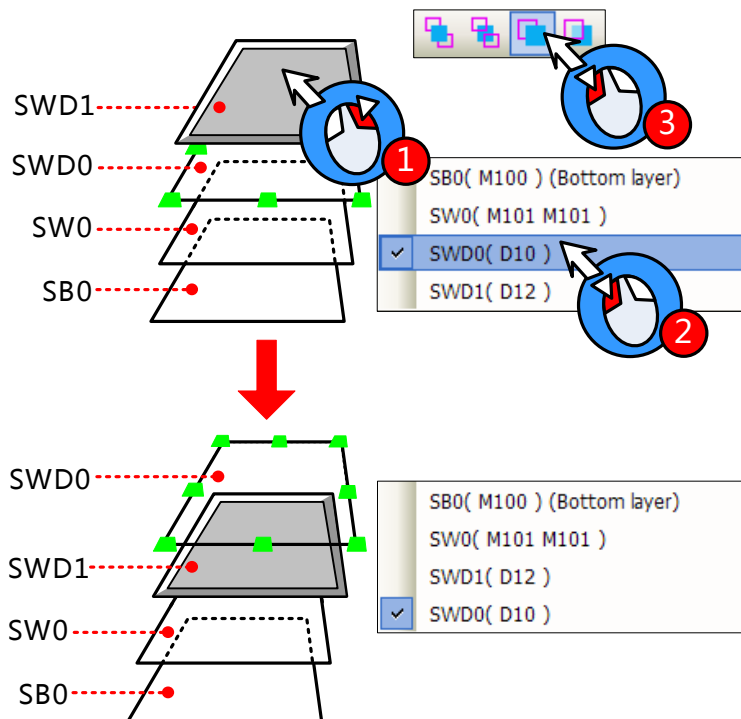 3
SWD1
1
SWD0
SB0( M100 ) (Bottom layer)
SW0
SW0( M101 M101 )
SWD0( D10 )
SB0
SWD1( D12 )
2
SWD0
SB0( M100 ) (Bottom layer)
SW0( M101 M101 )
SWD1
SWD1( D12 )
SW0
SWD0( D10 )
SB0